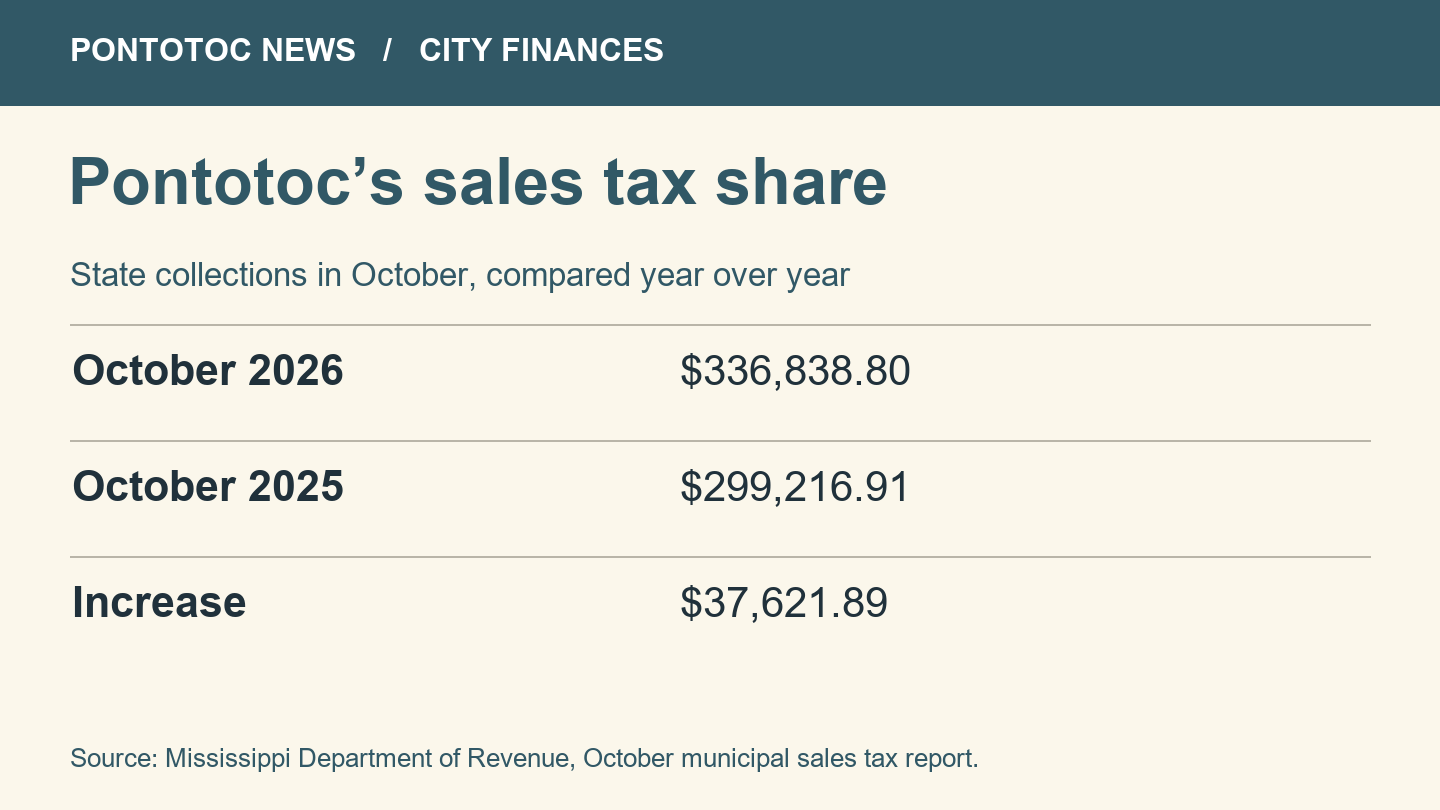 PONTOTOC NEWS / CITY FINANCES
Pontotoc’s sales tax share
State collections in October, compared year over year
October 2026 $336,838.80
October 2025 $299,216.91
Increase $37,621.89
Source: Mississippi Department of Revenue, October municipal sales tax report.